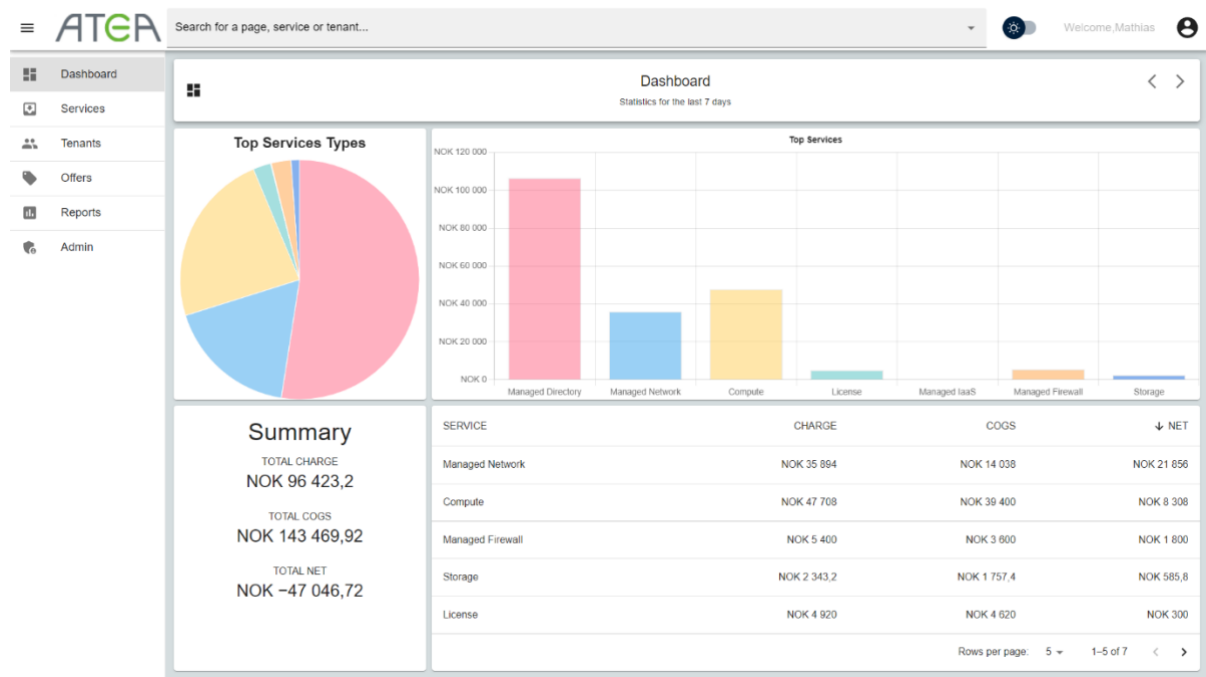 ATEA
Search for a page, service or tenant...
Welcome,Mathias
Dashboard
Services
Tenants
Offers
Reports
Admin
Dashboard
Statistics for the last 7 days
Top Services Types
Top Services
NOK 120 000
NOK 100 000
NOK 80 000
NOK 60 000
NOK 40 000
NOK 20 000
NOK 0
Managed Directory Managed Network Compute License Managed IaaS Managed Firewall Storage
Summary
TOTAL CHARGE
NOK 96 423,2
TOTAL COGS
NOK 143 469,92
TOTAL NET
NOK −47 046,72
SERVICE CHARGE COGS NET
Managed Network NOK 35 894 NOK 14 038 NOK 21 856
Compute NOK 47 708 NOK 39 400 NOK 8 308
Managed Firewall NOK 5 400 NOK 3 600 NOK 1 800
Storage NOK 2 343,2 NOK 1 757,4 NOK 585,8
License NOK 4 920 NOK 4 620 NOK 300
Rows per page: 5 1–5 of 7